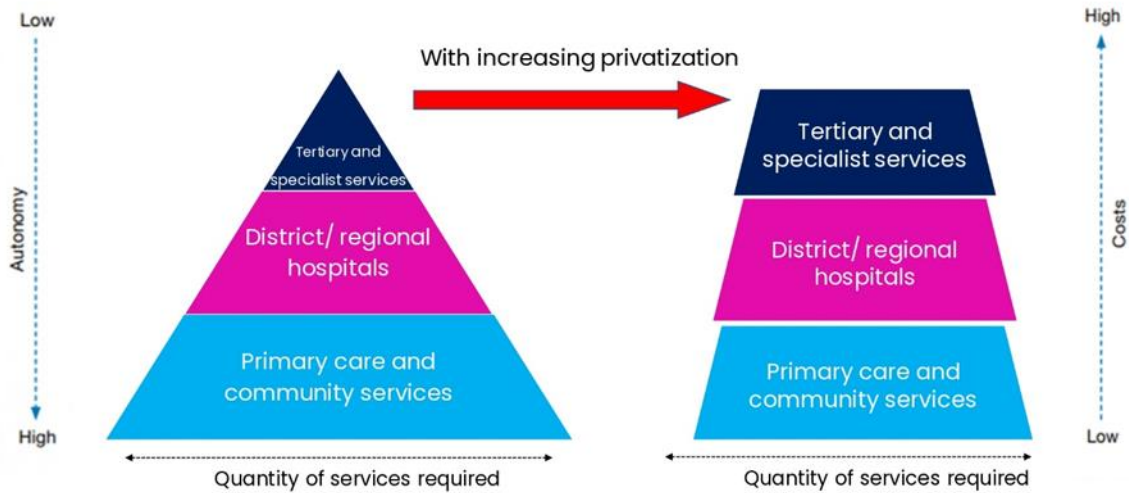 Low
High
With increasing privatization
Tertiary and
specialist services
Tertiary and
specialist services
Autonomy
District/ regional
hospitals
District/ regional
hospitals
Costs
Primary care and
community services
Primary care and
community services
High
Low
Quantity of services required
Quantity of services required